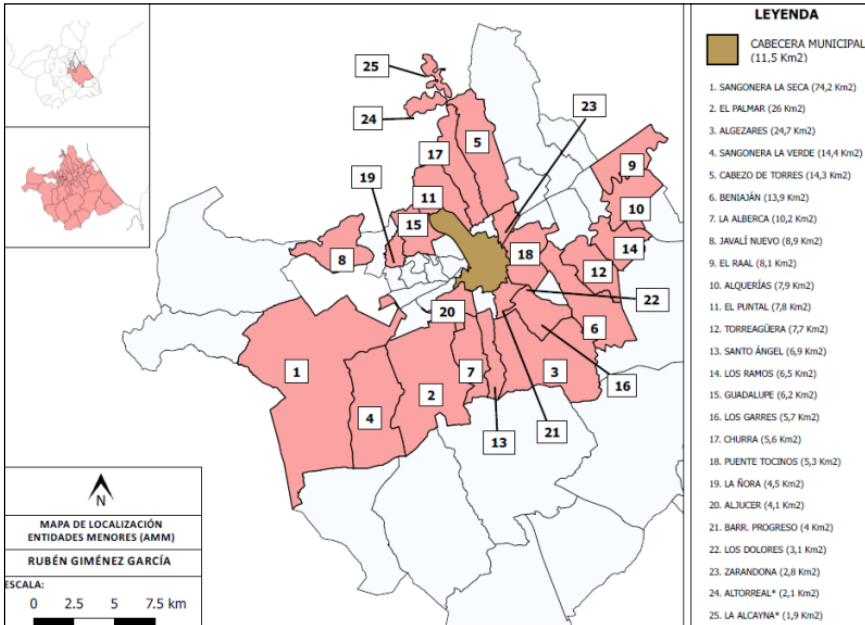 25
24
23
5
17
19
11
15
8
9
10
14
18
12
22
20
6
1
7
3
2
4
16
13
21
N
MAPA DE LOCALIZACIÓN
ENTIDADES MENORES (AMM)
RUBÉN GIMÉNEZ GARCÍA
ESCALA:
0 2.5 5 7.5 km
LEYENDA
CABECERA MUNICIPAL
(11,5 Km2)
1. SANGONERA LA SECA (74,2 Km2)
2. EL PALMAR (26 Km2)
3. ALGEZARES (24,7 Km2)
4. SANGONERA LA VERDE (14,4 Km2)
5. CABEZO DE TORRES (14,3 Km2)
6. BENIAJÁN (13,9 Km2)
7. LA ALBERCA (10,2 Km2)
8. JAVALÍ NUEVO (8,9 Km2)
9. EL RAAL (8,1 Km2)
10. ALQUERÍAS (7,9 Km2)
11. EL PUNTAL (7,8 Km2)
12. TORREAGÜERA (7,7 Km2)
13. SANTO ÁNGEL (6,9 Km2)
14. LOS RAMOS (6,5 Km2)
15. GUADALUPE (6,2 Km2)
16. LOS GARRES (5,7 Km2)
17. CHURRA (5,6 Km2)
18. PUENTE TOCINOS (5,3 Km2)
19. LA ÑORA (4,5 Km2)
20. ALJUCER (4,1 Km2)
21. BARR. PROGRESO (4 Km2)
22. LOS DOLORES (3,1 Km2)
23. ZARANDONA (2,8 Km2)
24. ALTORREAL* (2,1 Km2)
25. LA ALCAYNA* (1,9 Km2)